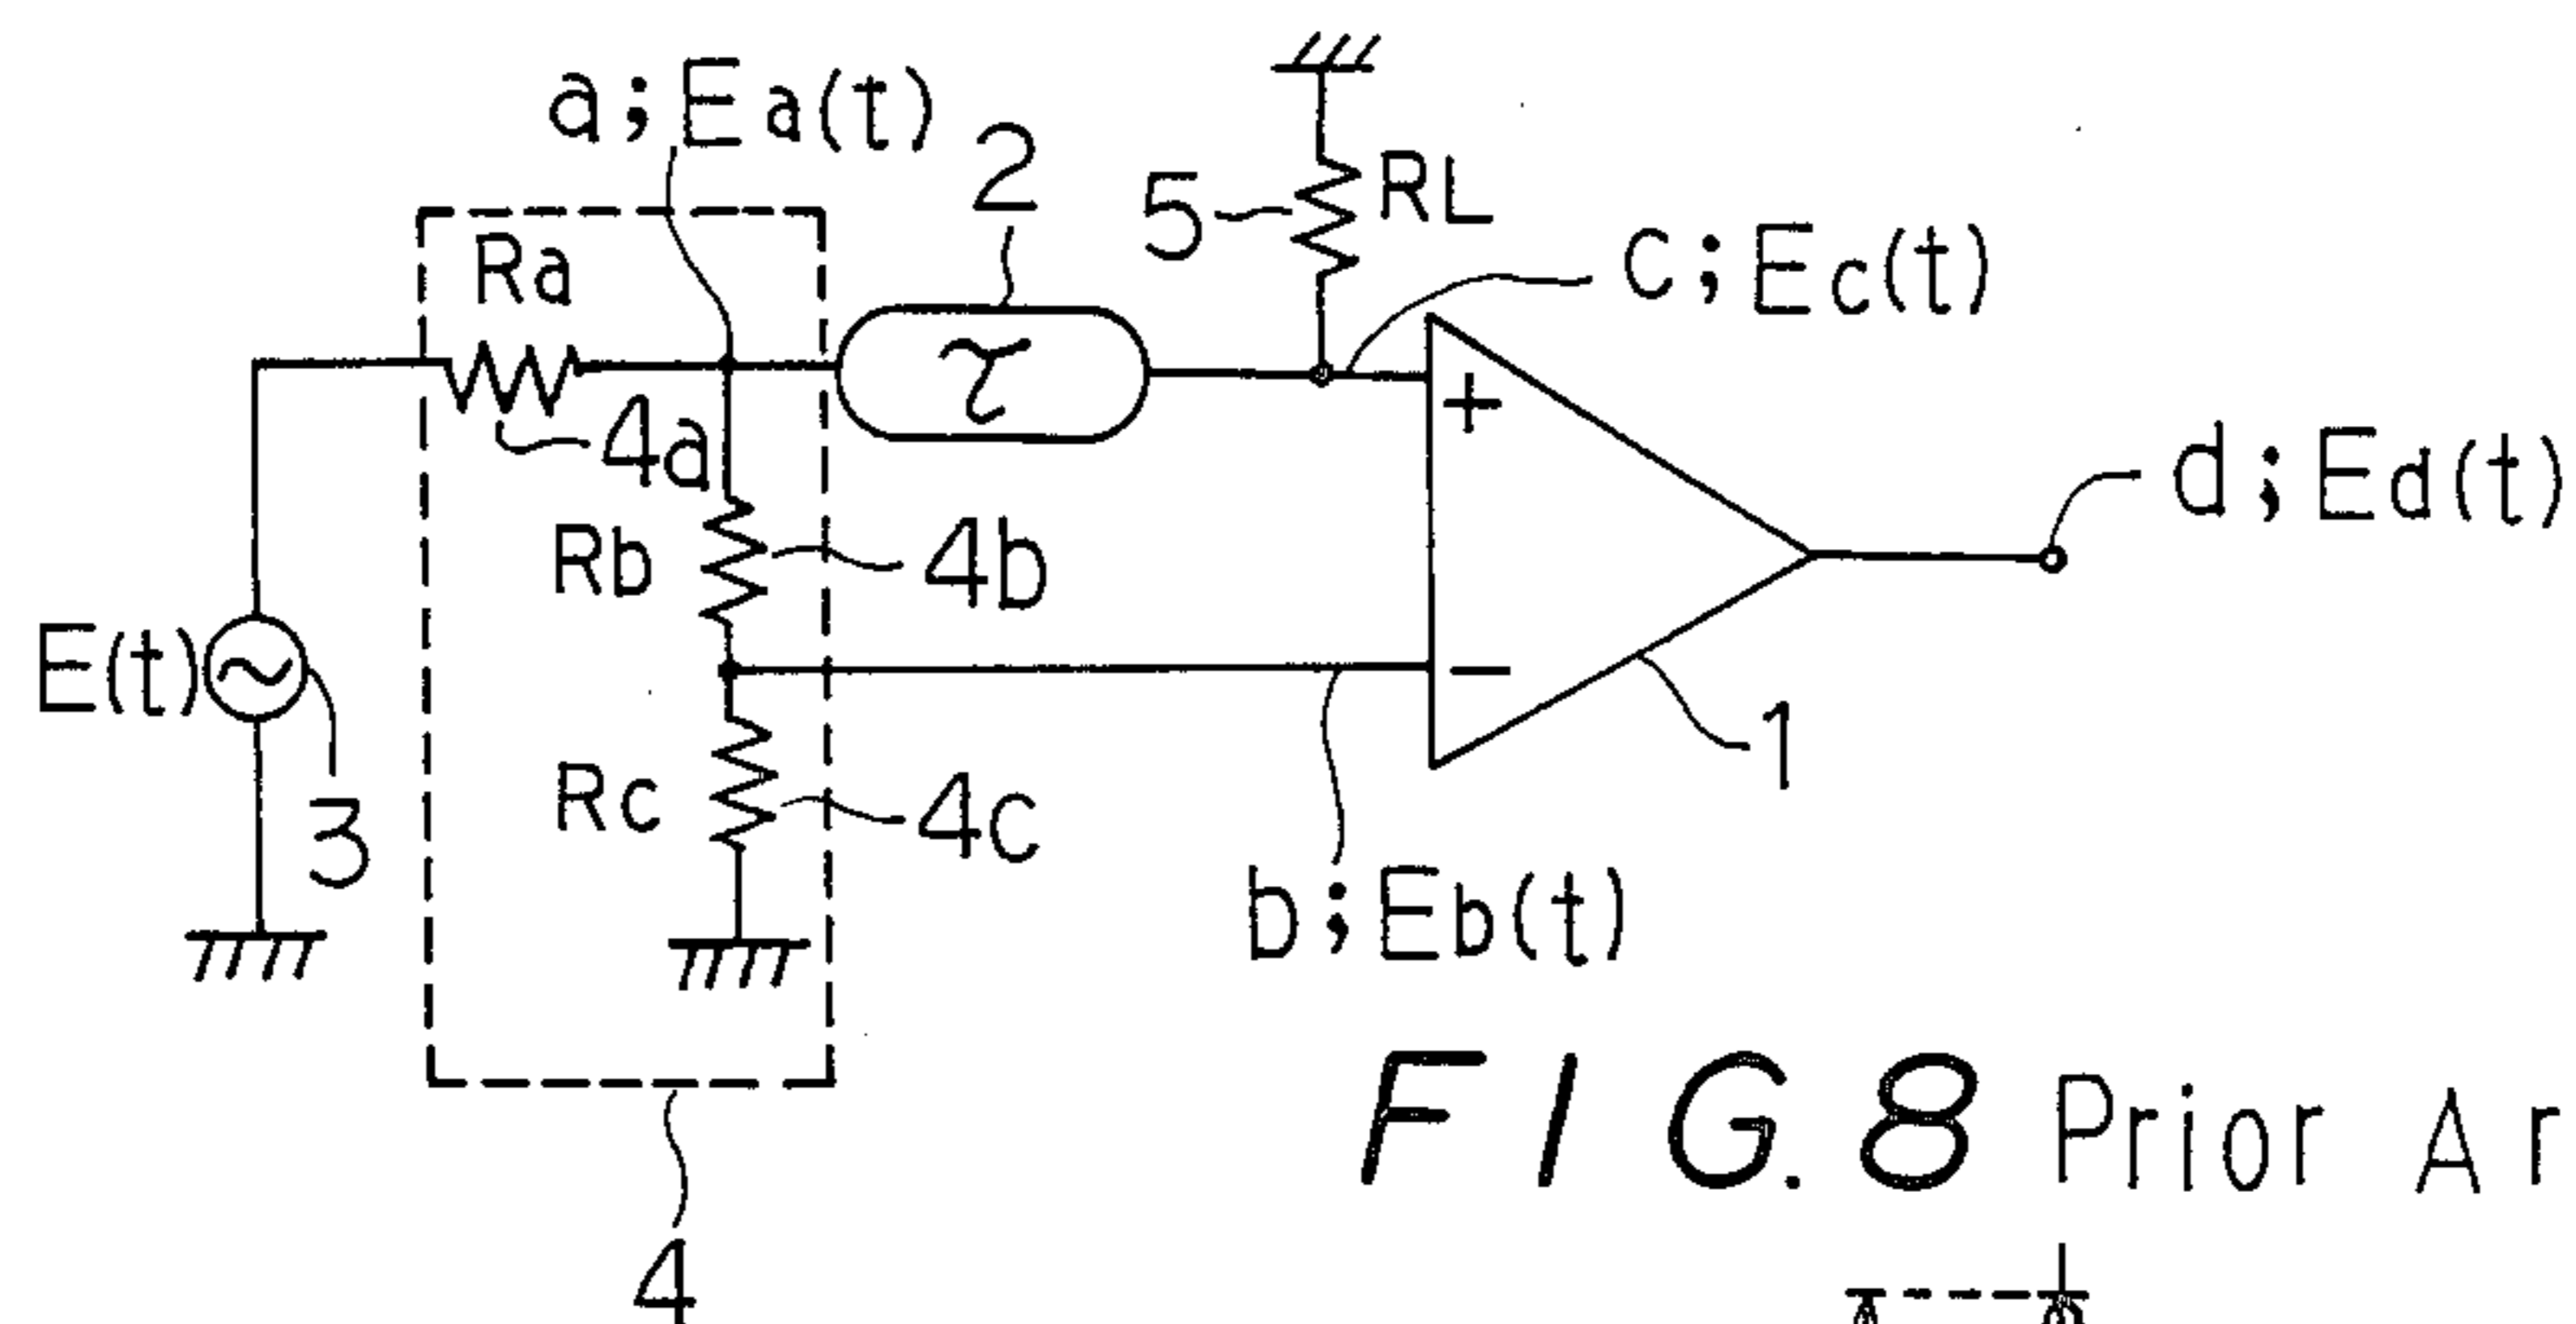 a;Ea(t)
2
5
RL
c;Ec(t)
Ra
τ
4a
+
d;Ed(t)
Rb
4b
E(t)
−
1
3
Rc
4c
b;Eb(t)
FIG.8 Prior Ar
4